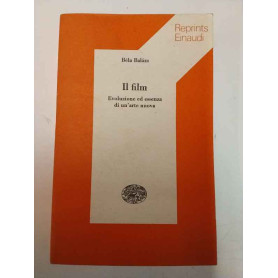 Reprints
Einaudi
Béla Balázs
Il film
Evoluzione ed essenza
di un'arte nuova